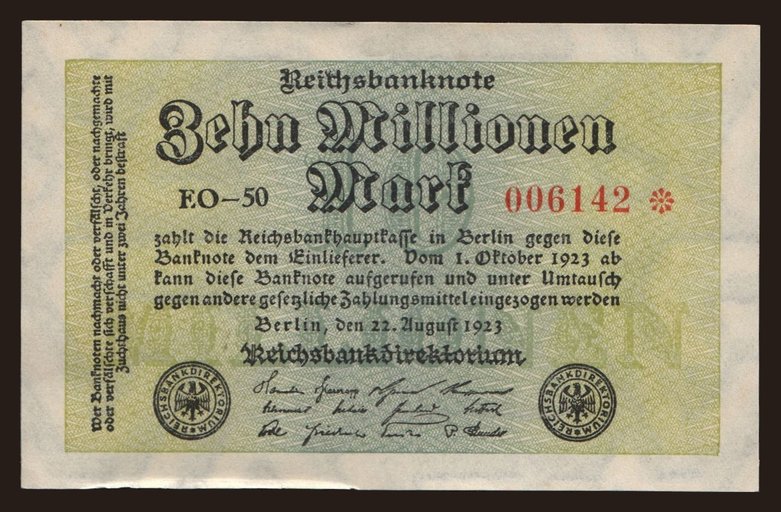 Reichsbanknote
Zehn Millionen
Mark
EO-50
006142 *
zahlt die Reichsbankhauptkasse in Berlin gegen diese
Banknote dem Einlieferer. Vom 1. Oktober 1923 ab
kann diese Banknote aufgerufen und unter Umtausch
gegen andere gesetzliche Zahlungsmittel eingezogen werden
Berlin, den 22. August 1923
Reichsbankdirektorium
REICHSBANKDIREKTORIUM
REICHSBANKDIREKTORIUM
Wer Banknoten nachmacht oder verfälscht, oder nachgemachte
oder verfälschte sich verschafft und in Verkehr bringt, wird mit
Zuchthaus nicht unter zwei Jahren bestraft